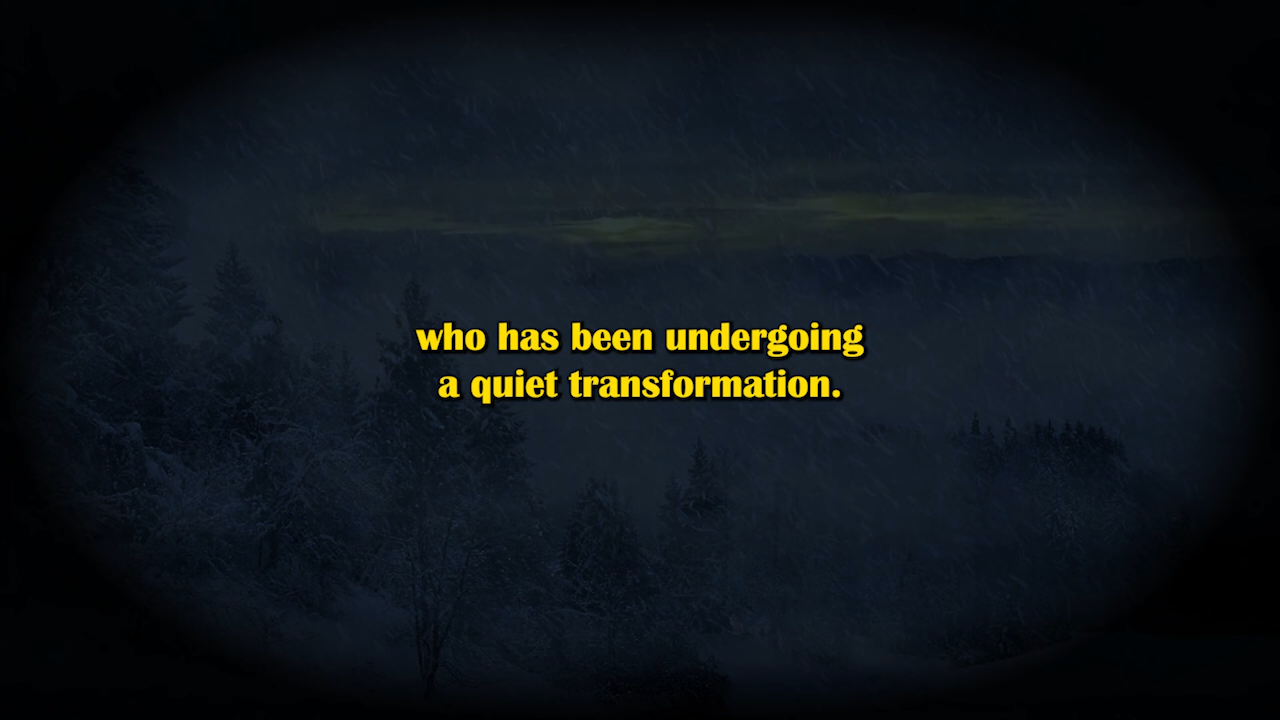 who has been undergoing
a quiet transformation.